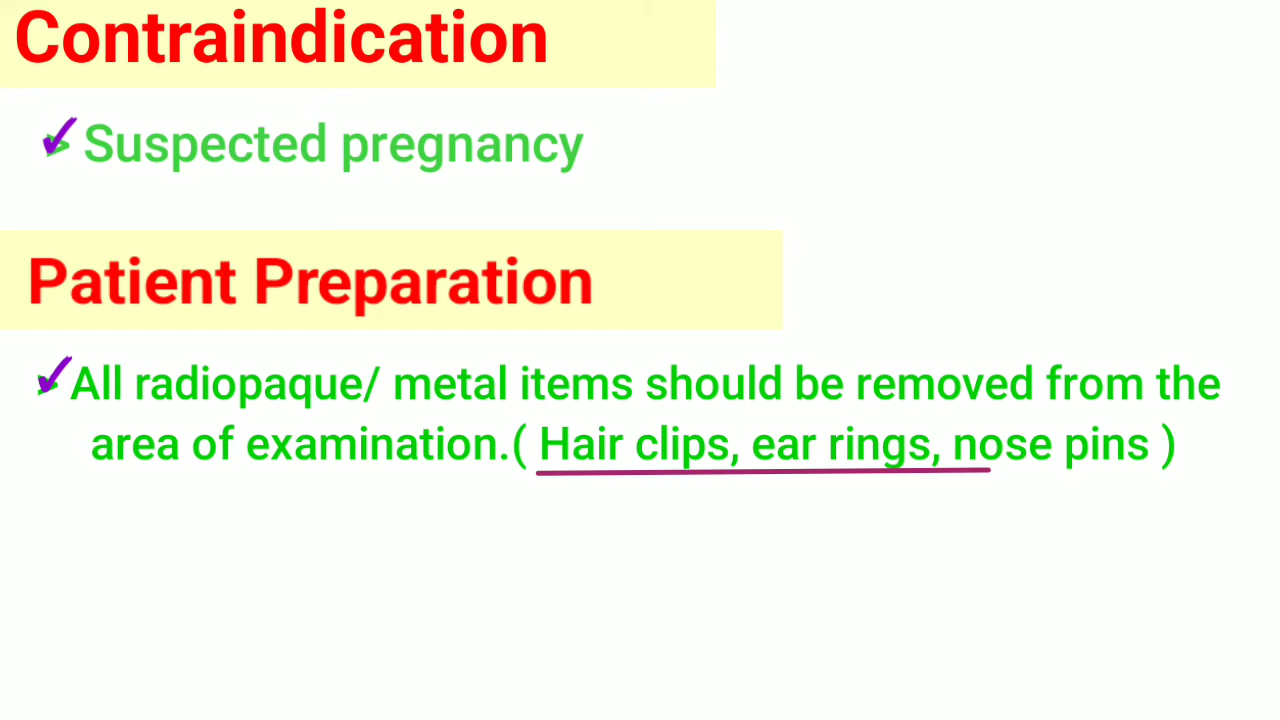 Contraindication
Suspected pregnancy
Patient Preparation
All radiopaque/ metal items should be removed from the
area of examination.( Hair clips, ear rings, nose pins )